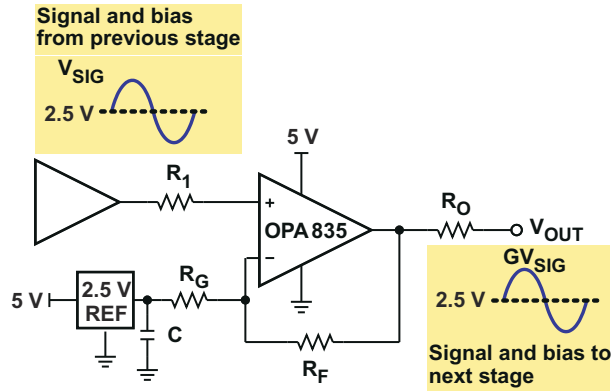 Signal and bias
from previous stage
VSIG
2.5 V
5 V
R1
RO
+
OPA835
VOUT
−
GVSIG
RG
2.5 V
5 V
2.5 V
REF
C
RF
Signal and bias to
next stage